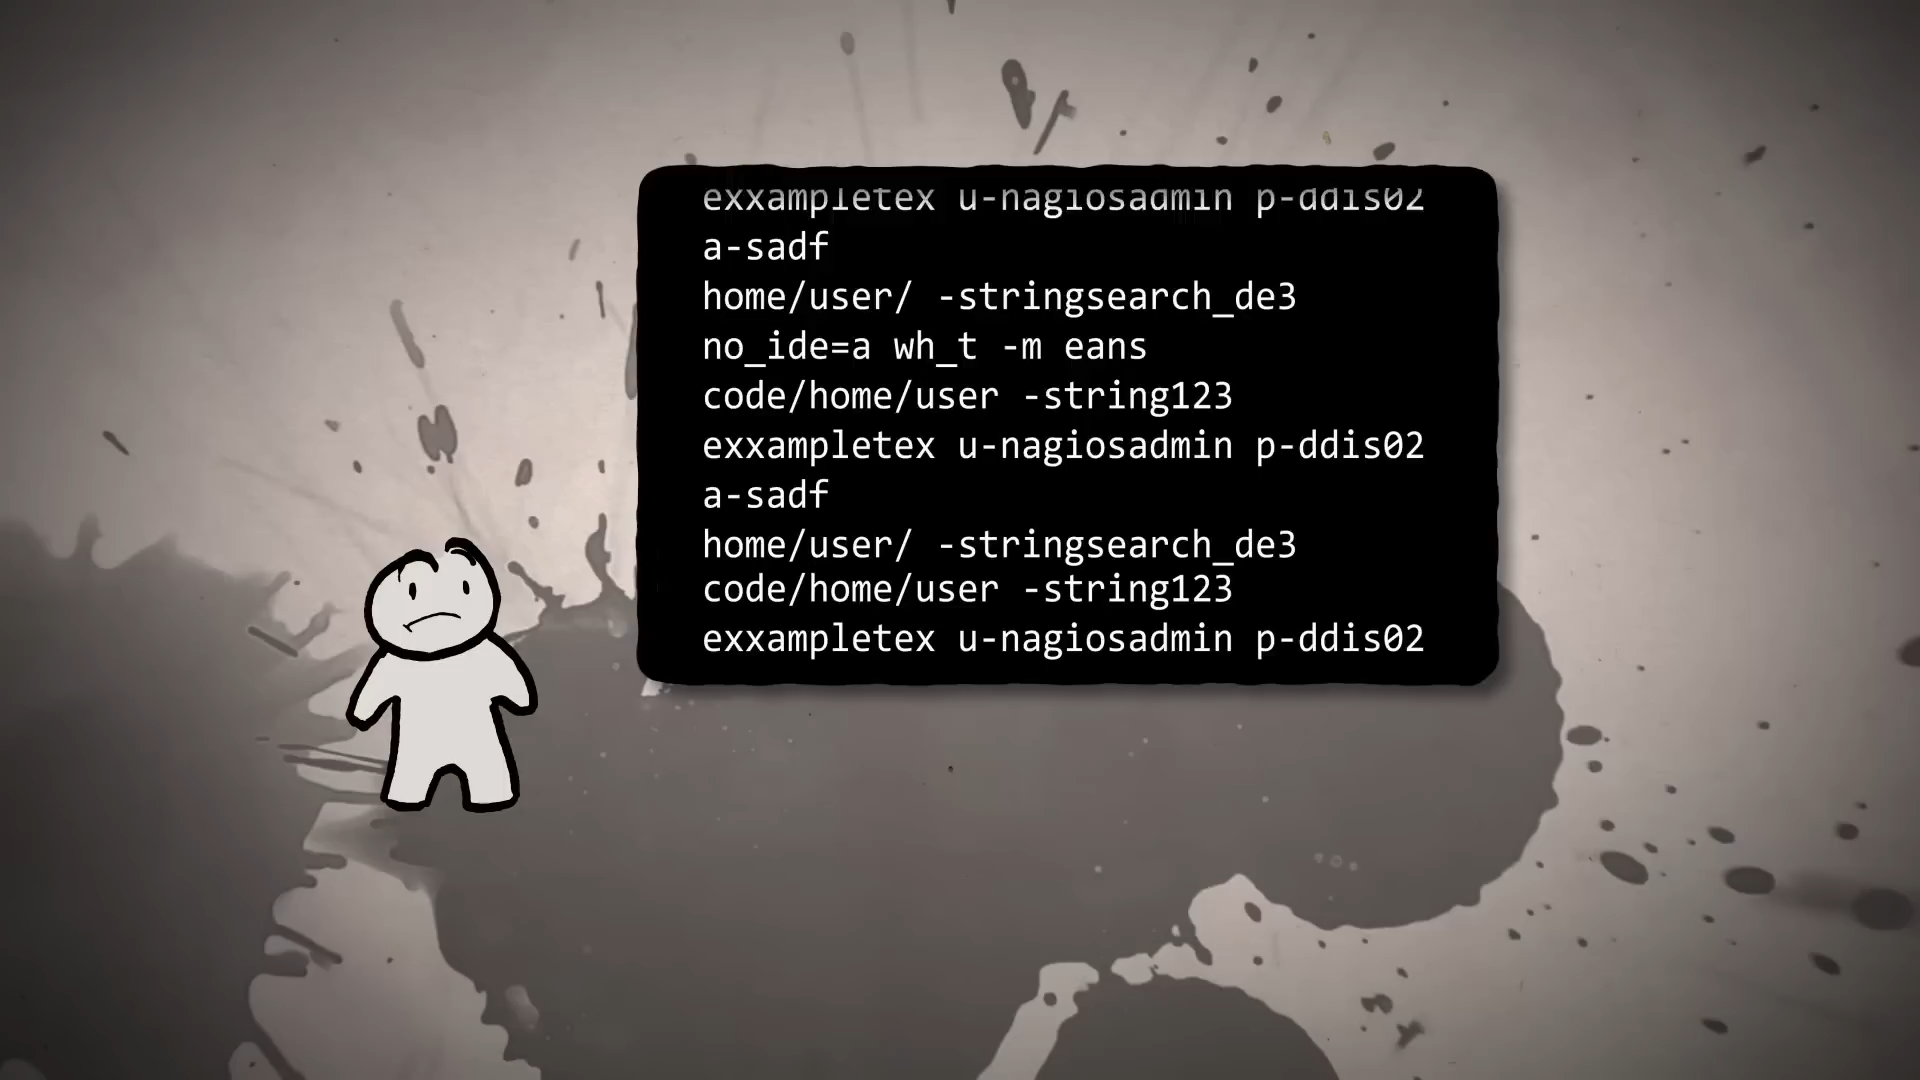 exxampletex u-nagiosadmin p-ddis02
a-sadf
home/user/ -stringsearch_de3
no_ide=a wh_t -m eans
code/home/user -string123
exxampletex u-nagiosadmin p-ddis02
a-sadf
home/user/ -stringsearch_de3
code/home/user -string123
exxampletex u-nagiosadmin p-ddis02